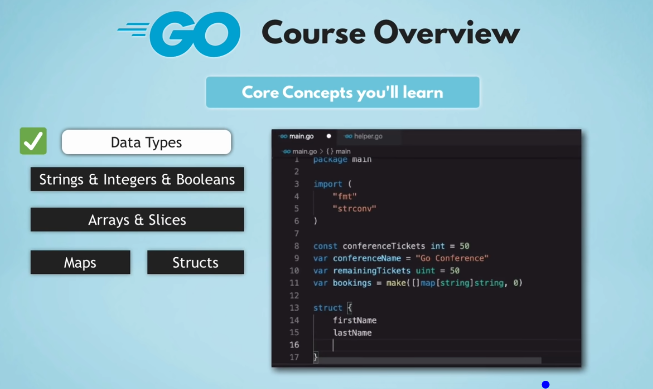 GO Course Overview
Core Concepts you'll learn
Data Types
Strings & Integers & Booleans
Arrays & Slices
Maps
Structs
main.go
helper.go
main.go > {} main
1 package main
2
3 import (
4 "fmt"
5 "strconv"
6 )
7
8 const conferenceTickets int = 50
9 var conferenceName = "Go Conference"
10 var remainingTickets uint = 50
11 var bookings = make([]map[string]string, 0)
12
13 struct {
14 firstName
15 lastName
16
17 }